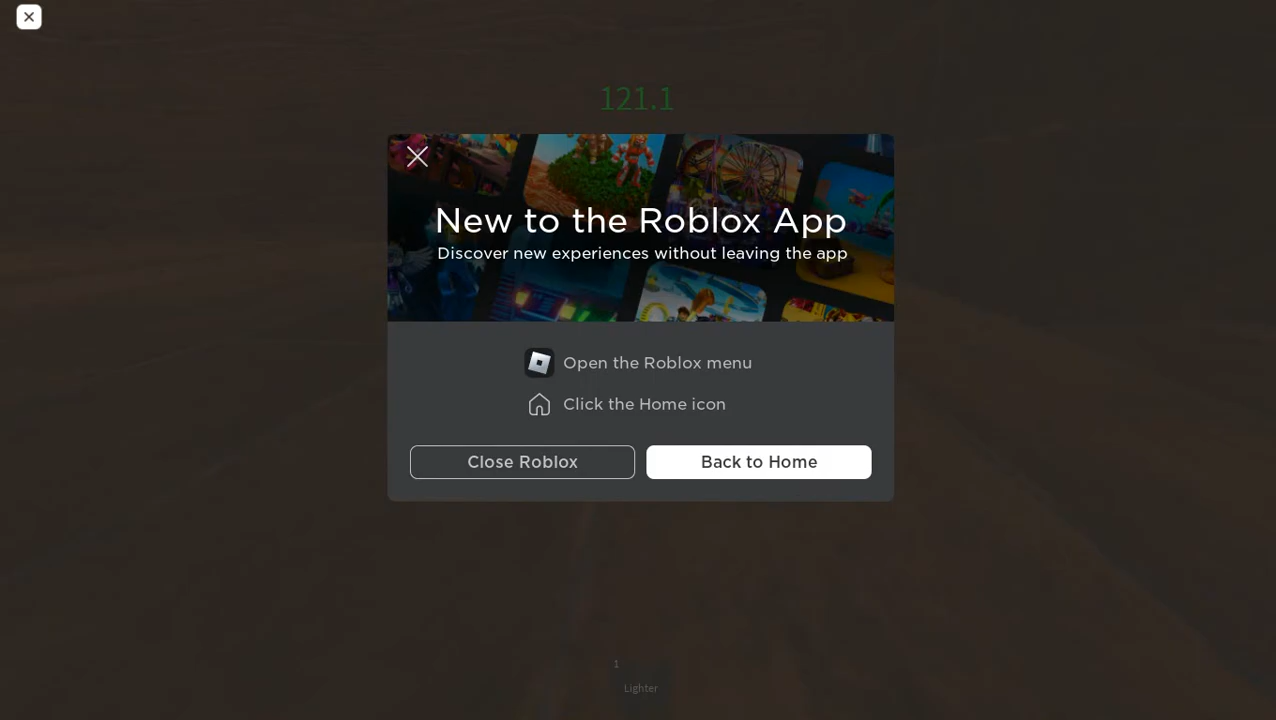 121.1
New to the Roblox App
Discover new experiences without leaving the app
Open the Roblox menu
Click the Home icon
Close Roblox
Back to Home
1
Lighter